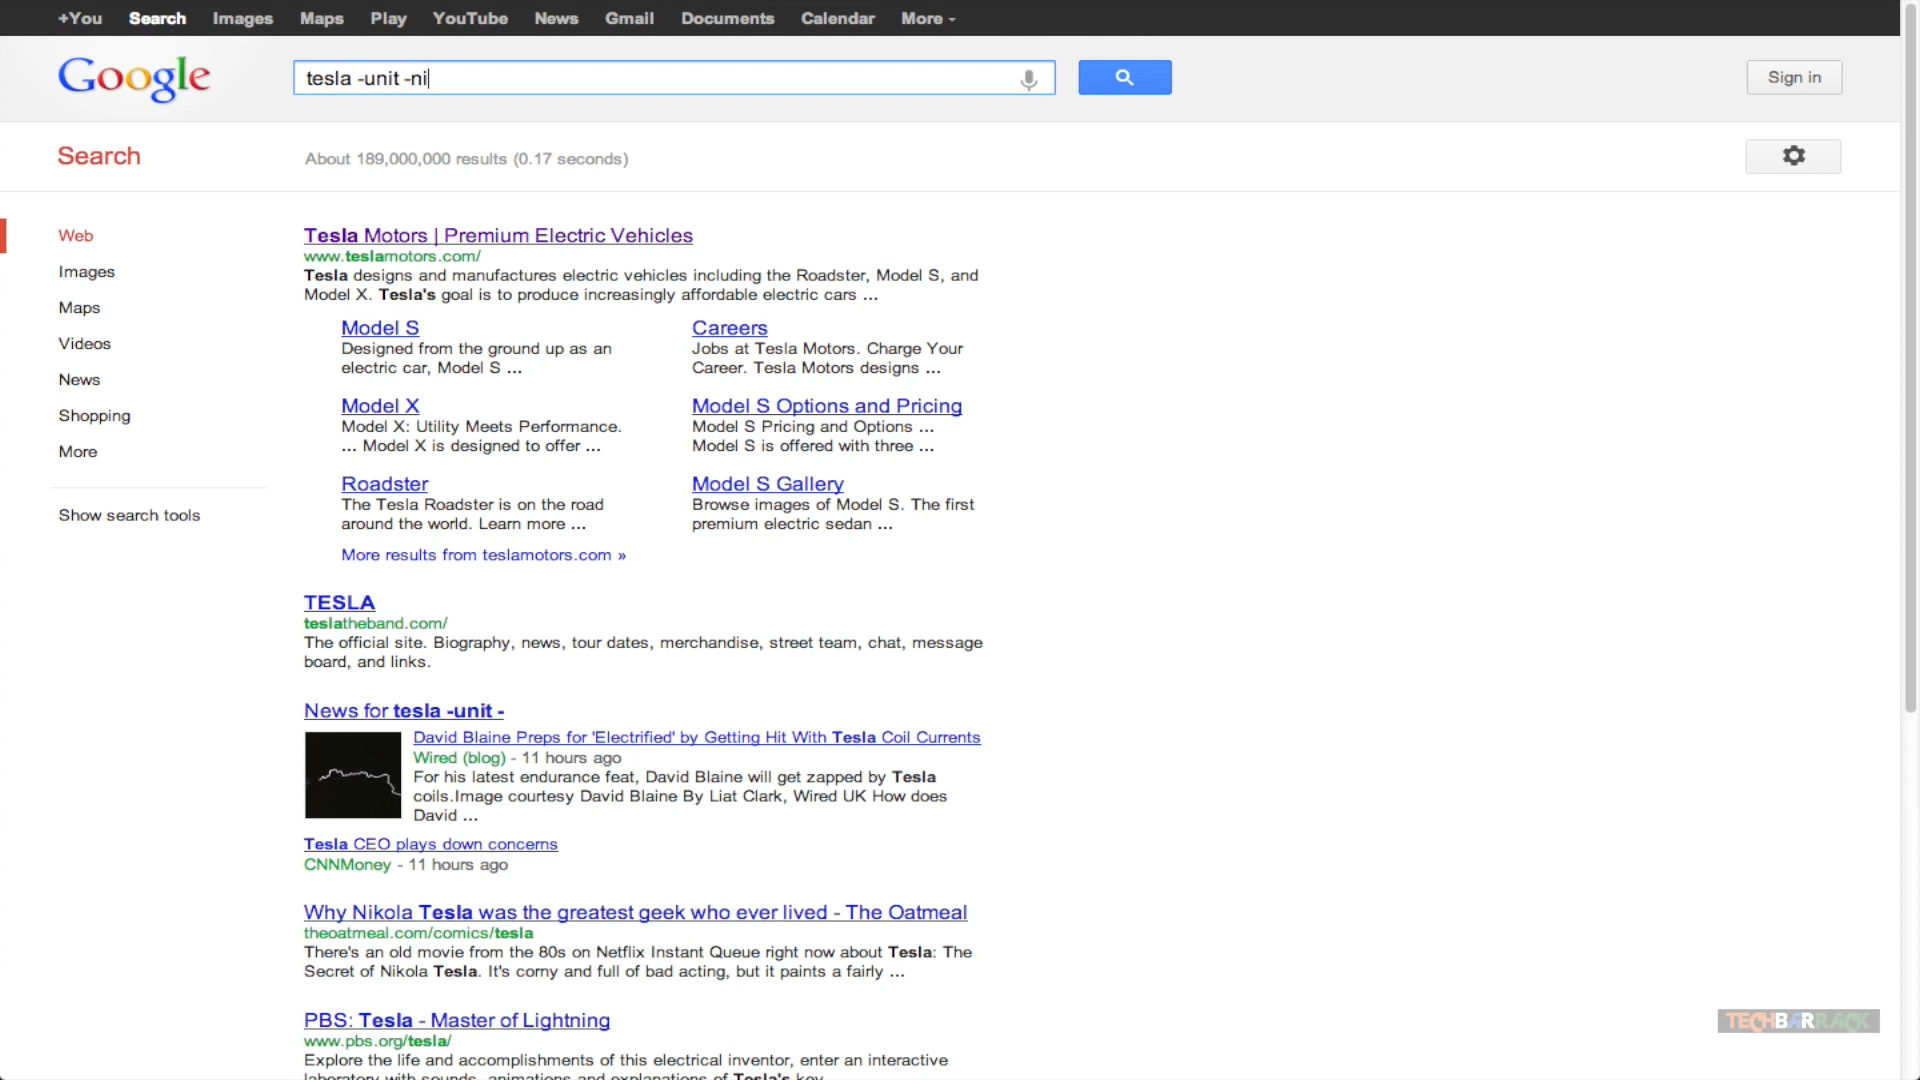 +You Search Images Maps Play YouTube News Gmail Documents Calendar More
Google
tesla -unit -ni
Sign in
Search
About 189,000,000 results (0.17 seconds)
Web
Images
Maps
Videos
News
Shopping
More
Show search tools
Tesla Motors | Premium Electric Vehicles
www.teslamotors.com/
Tesla designs and manufactures electric vehicles including the Roadster, Model S, and
Model X. Tesla's goal is to produce increasingly affordable electric cars ...
Model S
Designed from the ground up as an
electric car, Model S ...
Careers
Jobs at Tesla Motors. Charge Your
Career. Tesla Motors designs ...
Model X
Model X: Utility Meets Performance.
... Model X is designed to offer ...
Model S Options and Pricing
Model S Pricing and Options ...
Model S is offered with three ...
Roadster
The Tesla Roadster is on the road
around the world. Learn more ...
Model S Gallery
Browse images of Model S. The first
premium electric sedan ...
More results from teslamotors.com »
TESLA
teslatheband.com/
The official site. Biography, news, tour dates, merchandise, street team, chat, message
board, and links.
News for tesla -unit -
David Blaine Preps for 'Electrified' by Getting Hit With Tesla Coil Currents
Wired (blog) - 11 hours ago
For his latest endurance feat, David Blaine will get zapped by Tesla
coils.Image courtesy David Blaine By Liat Clark, Wired UK How does
David ...
Tesla CEO plays down concerns
CNNMoney - 11 hours ago
Why Nikola Tesla was the greatest geek who ever lived - The Oatmeal
theoatmeal.com/comics/tesla
There's an old movie from the 80s on Netflix Instant Queue right now about Tesla: The
Secret of Nikola Tesla. It's corny and full of bad acting, but it paints a fairly ...
PBS: Tesla - Master of Lightning
www.pbs.org/tesla/
Explore the life and accomplishments of this electrical inventor, enter an interactive
laboratory with sounds, animations and explanations of Tesla's key
TECHBARRACK